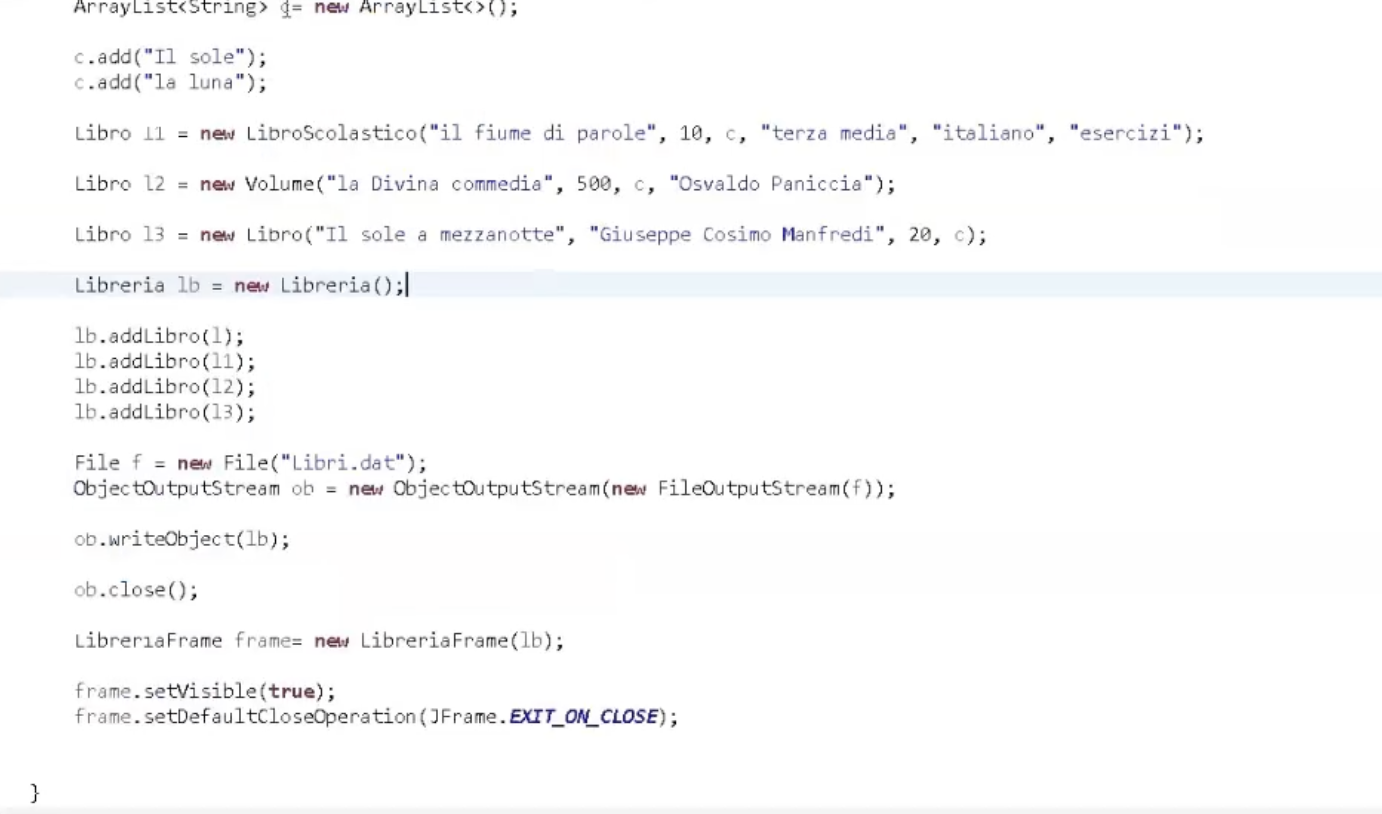 ArrayList<String> c= new ArrayList<>();
c.add("Il sole");
c.add("la luna");
Libro l1 = new LibroScolastico("il fiume di parole", 10, c, "terza media", "italiano", "esercizi");
Libro l2 = new Volume("la Divina commedia", 500, c, "Osvaldo Paniccia");
Libro l3 = new Libro("Il sole a mezzanotte", "Giuseppe Cosimo Manfredi", 20, c);
Libreria lb = new Libreria();
lb.addLibro(l);
lb.addLibro(l1);
lb.addLibro(l2);
lb.addLibro(l3);
File f = new File("Libri.dat");
ObjectOutputStream ob = new ObjectOutputStream(new FileOutputStream(f));
ob.writeObject(lb);
ob.close();
LibreriaFrame frame= new LibreriaFrame(lb);
frame.setVisible(true);
frame.setDefaultCloseOperation(JFrame.EXIT_ON_CLOSE);
}